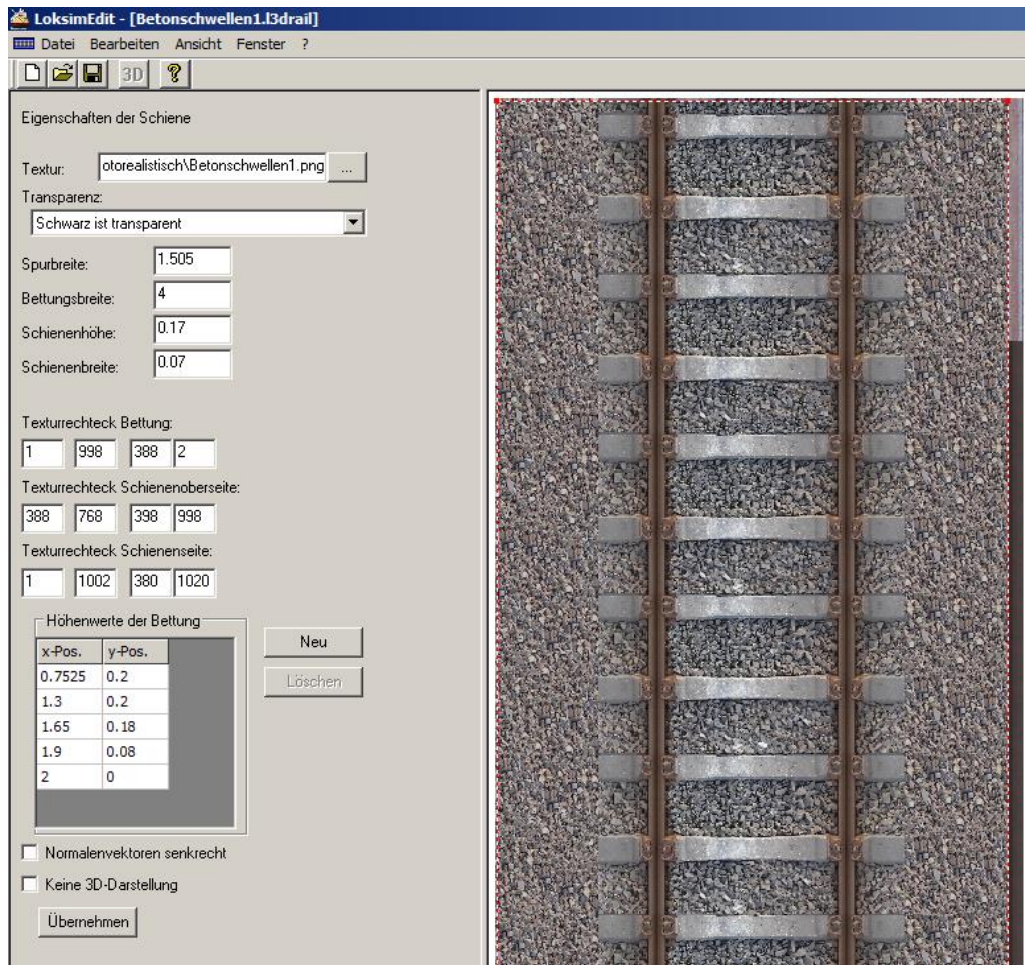 LoksimEdit - [Betonschwellen1.l3drail]
Datei Bearbeiten Ansicht Fenster ?
3D ?
Eigenschaften der Schiene
Textur: otorealistisch\Betonschwellen1.png ...
Transparenz:
Schwarz ist transparent
Spurbreite: 1.505
Bettungsbreite: 4
Schienenhöhe: 0.17
Schienenbreite: 0.07
Texturrechteck Bettung:
1 998 388 2
Texturrechteck Schienenoberseite:
388 768 398 998
Texturrechteck Schienenseite:
1 1002 380 1020
Höhenwerte der Bettung
x-Pos. y-Pos.
0.7525 0.2
1.3 0.2
1.65 0.18
1.9 0.08
2 0
Neu
Löschen
Normalenvektoren senkrecht
Keine 3D-Darstellung
Übernehmen